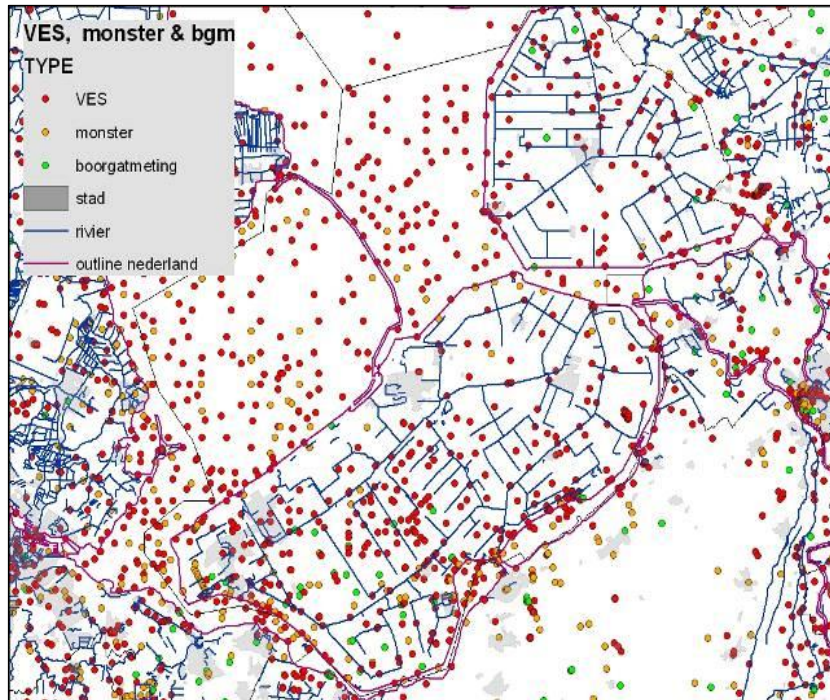 VES, monster & bgm
TYPE
VES
monster
boorgatmeting
stad
rivier
outline nederland